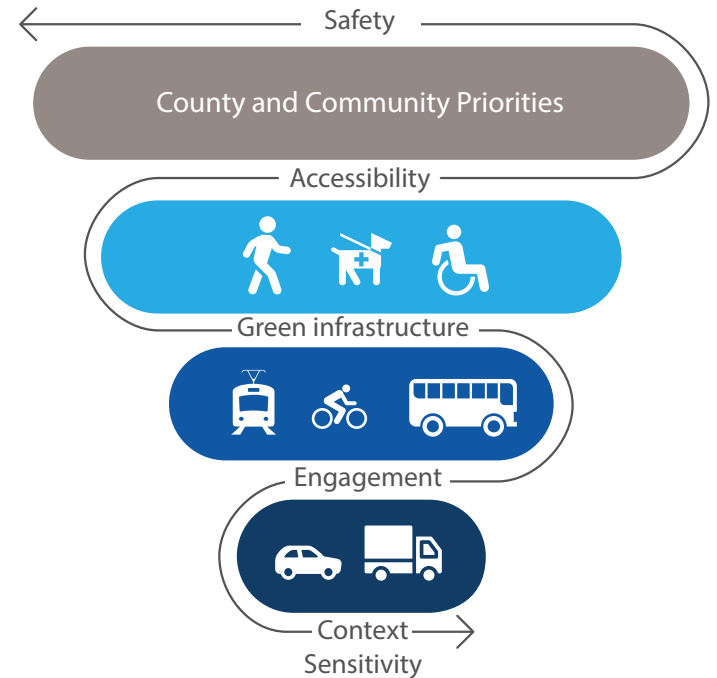 Safety
County and Community Priorities
Accessibility
Green infrastructure
Engagement
Context
Sensitivity